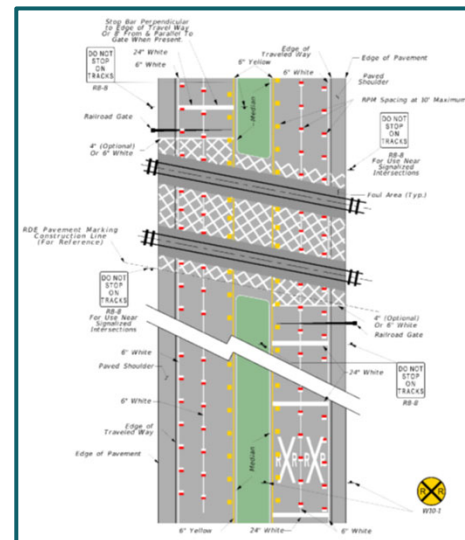 Stop Bar Perpendicular
to Edge of Travel Way
Or 8' From & Parallel To
Gate When Present.
24" White
6" White
6" Yellow
Edge of
Traveled Way
6" White
Edge of Pavement
Paved
Shoulder
RPM Spacing at 10' Maximum
DO NOT
STOP
ON
TRACKS
R8-8
Railroad Gate
4" (Optional)
Or 6" White
Median
DO NOT
STOP
ON
TRACKS
R8-8
For Use Near
Signalized
Intersections
Foul Area (Typ.)
RDE Pavement Marking
Construction Line
(For Reference)
DO NOT
STOP
ON
TRACKS
R8-8
For Use Near
Signalized
Intersections
4" (Optional)
Or 6" White
Railroad Gate
6" White
Paved Shoulder
DO NOT
STOP
ON
TRACKS
R8-8
24" White
6" White
Edge of
Traveled Way
Edge of Pavement
Median
R R R R
R R
W10-1
6" Yellow
24" White
6" White